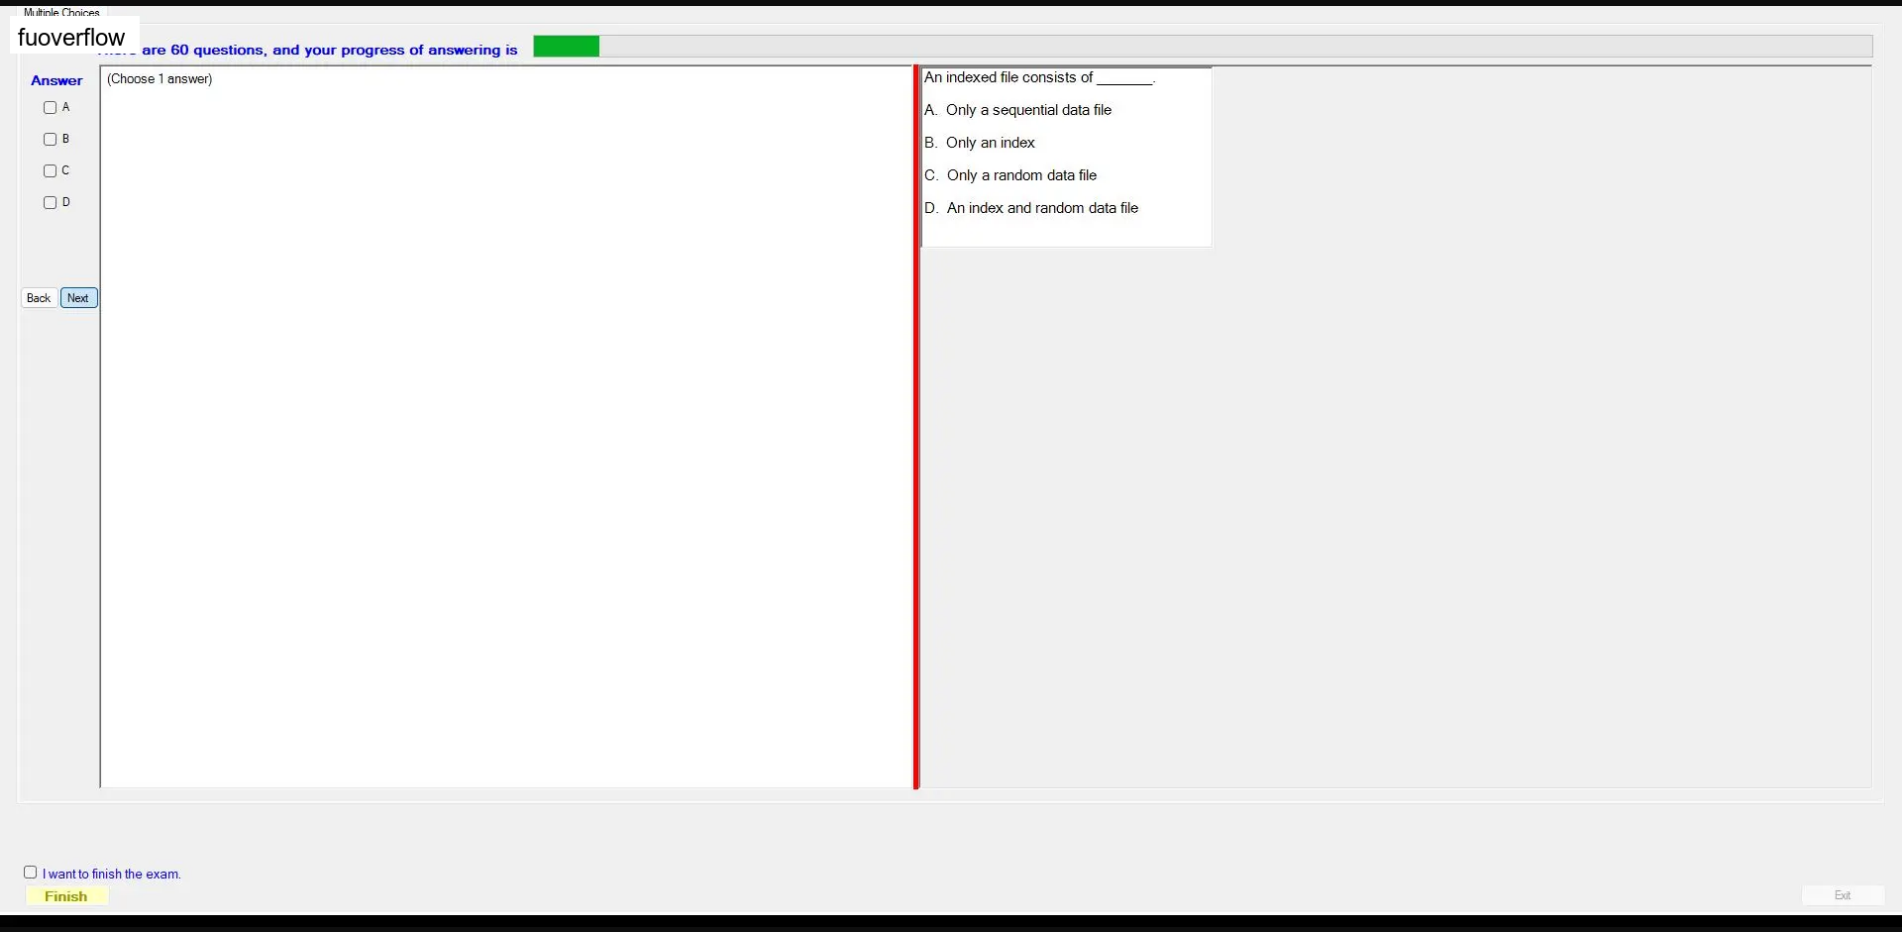 Multiple Choices
fuoverflow
are 60 questions, and your progress of answering is
Answer
A
B
C
D
Back Next
(Choose 1 answer)
An indexed file consists of _______.
A. Only a sequential data file
B. Only an index
C. Only a random data file
D. An index and random data file
I want to finish the exam.
Finish
Exit